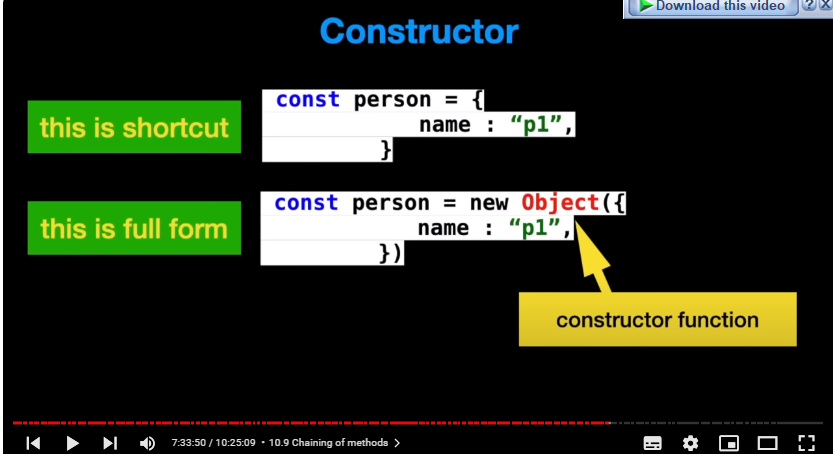 Download this video
Constructor
this is shortcut
const person = {
name : “p1”,
}
this is full form
const person = new Object({
name : “p1”,
})
constructor function
7:33:50 / 10:25:09 • 10.9 Chaining of methods >